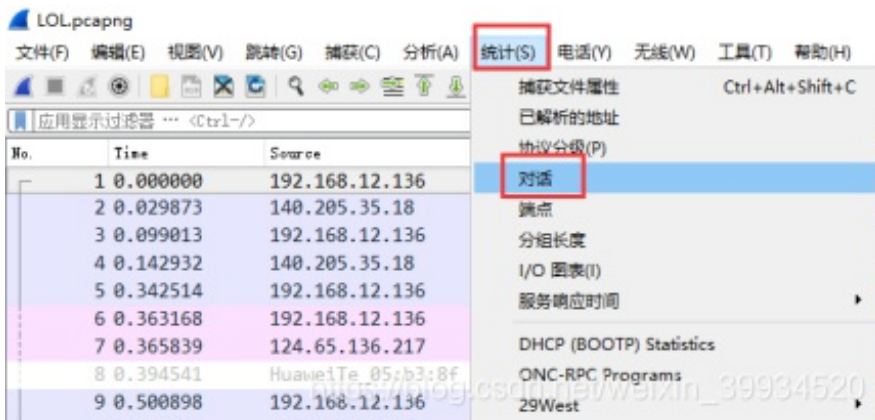 LOL.pcapng
文件(F) 编辑(E) 视图(V) 跳转(G) 捕获(C) 分析(A) 统计(S) 电话(Y) 无线(W) 工具(T) 帮助(H)
应用显示过滤器 … <Ctrl-/>
No. Time Source
1 0.000000 192.168.12.136
2 0.029873 140.205.35.18
3 0.099013 192.168.12.136
4 0.142932 140.205.35.18
5 0.342514 192.168.12.136
6 0.363168 192.168.12.136
7 0.365839 124.65.136.217
8 0.394541 HuaweiTe_05:b3:8f
9 0.500898 192.168.12.136
捕获文件属性 Ctrl+Alt+Shift+C
已解析的地址
协议分级(P)
对话
端点
分组长度
I/O 图表(I)
服务响应时间
DHCP (BOOTP) Statistics
ONC-RPC Programs
29West
https://blog.csdn.net/weixin_39934520